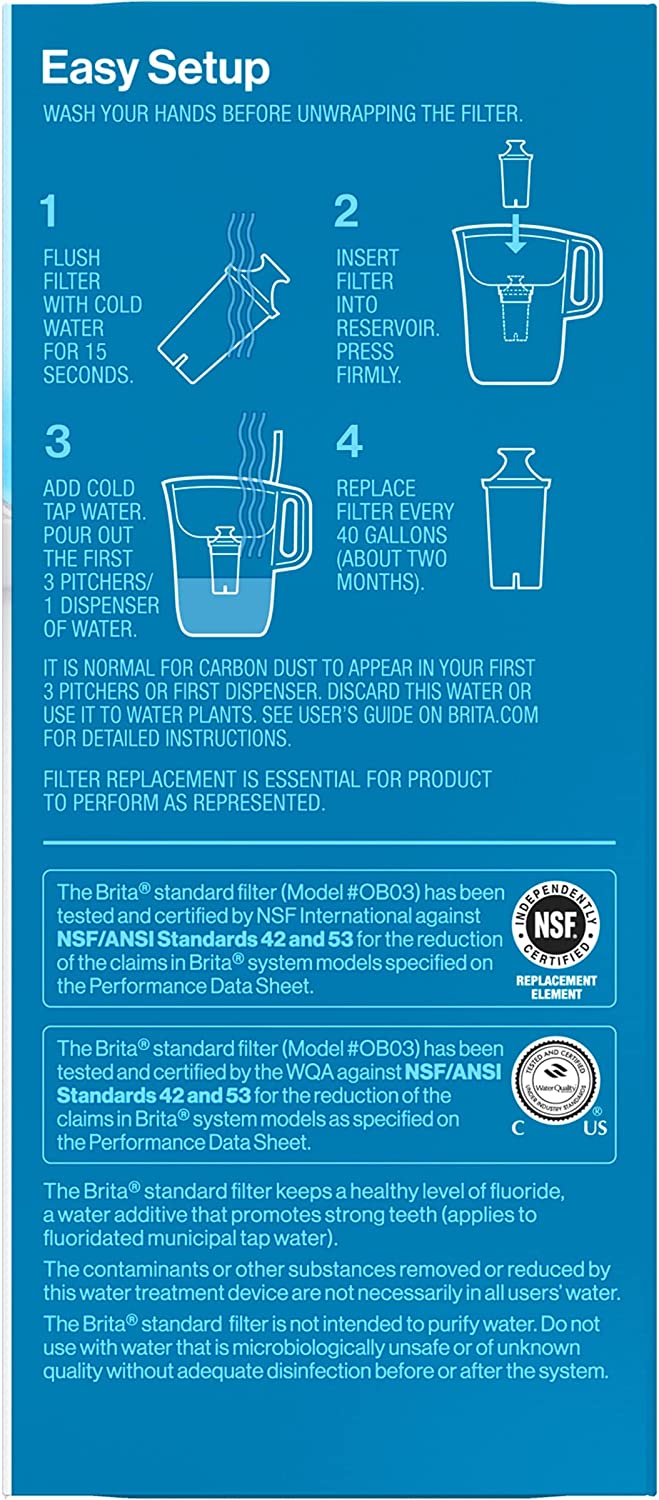 Easy Setup
WASH YOUR HANDS BEFORE UNWRAPPING THE FILTER.
1
FLUSH
FILTER
WITH COLD
WATER
FOR 15
SECONDS.
2
INSERT
FILTER
INTO
RESERVOIR.
PRESS
FIRMLY.
3
ADD COLD
TAP WATER.
POUR OUT
THE FIRST
3 PITCHERS/
1 DISPENSER
OF WATER.
4
REPLACE
FILTER EVERY
40 GALLONS
(ABOUT TWO
MONTHS).
IT IS NORMAL FOR CARBON DUST TO APPEAR IN YOUR FIRST
3 PITCHERS OR FIRST DISPENSER. DISCARD THIS WATER OR
USE IT TO WATER PLANTS. SEE USER'S GUIDE ON BRITA.COM
FOR DETAILED INSTRUCTIONS.
FILTER REPLACEMENT IS ESSENTIAL FOR PRODUCT
TO PERFORM AS REPRESENTED.
The Brita® standard filter (Model #OB03) has been
tested and certified by NSF International against
NSF/ANSI Standards 42 and 53 for the reduction
of the claims in Brita® system models specified on
the Performance Data Sheet.
INDEPENDENTLY
NSF.
CERTIFIED
REPLACEMENT
ELEMENT
The Brita® standard filter (Model #OB03) has been
tested and certified by the WQA against NSF/ANSI
Standards 42 and 53 for the reduction of the
claims in Brita® system models as specified on
the Performance Data Sheet.
TESTED AND CERTIFIED
Water Quality
UNDER INDUSTRY STANDARDS
®
C US
The Brita® standard filter keeps a healthy level of fluoride,
a water additive that promotes strong teeth (applies to
fluoridated municipal tap water).
The contaminants or other substances removed or reduced by
this water treatment device are not necessarily in all users' water.
The Brita® standard filter is not intended to purify water. Do not
use with water that is microbiologically unsafe or of unknown
quality without adequate disinfection before or after the system.